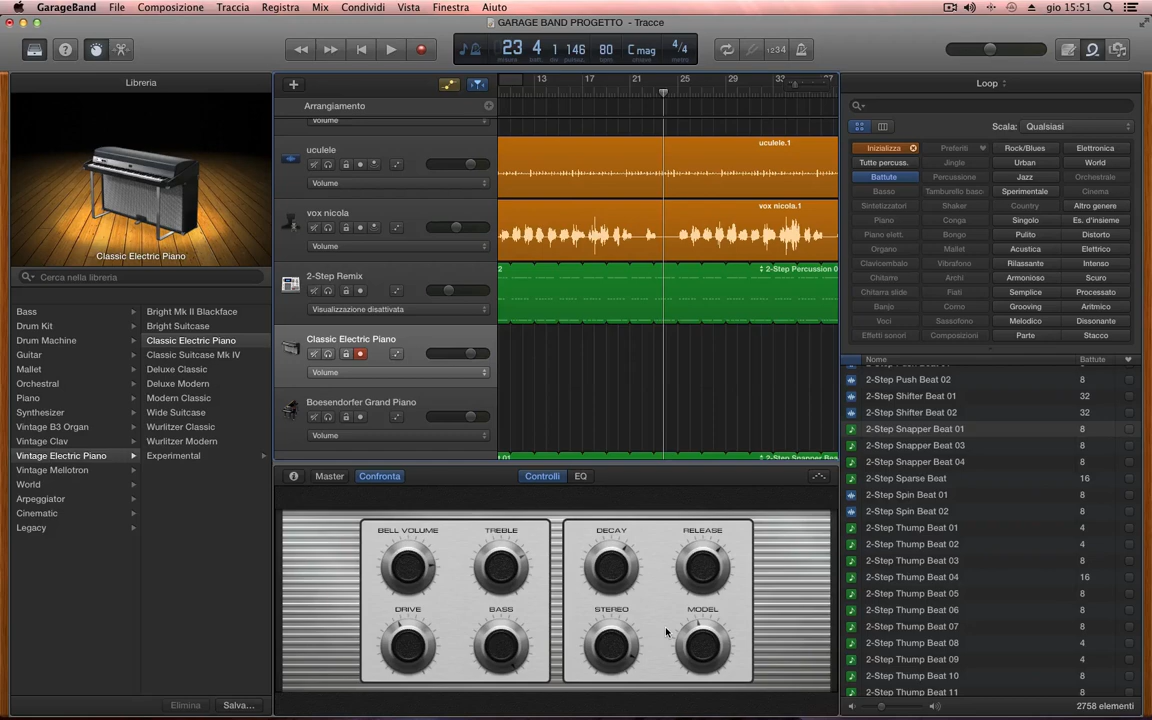 GarageBand File Modifica Composizione Traccia Registra Mix Condividi Vista Finestra Aiuto gio 15:51
GARAGE BAND PROGETTO - Tracce
23 4 1 146 80 C mag 4/4
misura batt. bpm chiave metro
1234
Libreria
Classic Electric Piano
Cerca nella libreria
Bass
Drum Kit
Drum Machine
Guitar
Mallet
Orchestral
Piano
Synthesizer
Vintage B3 Organ
Vintage Clav
Vintage Electric Piano
Vintage Mellotron
World
Arpeggiator
Cinematic
Legacy
Bright Mk II Blackface
Bright Suitcase
Classic Electric Piano
Classic Suitcase Mk IV
Deluxe Classic
Deluxe Modern
Modern Classic
Wide Suitcase
Wurlitzer Classic
Wurlitzer Modern
Experimental
Elimina Salva...
13 17 21 25 29
Arrangiamento
Volume
uculele
Volume
uculele.1
vox nicola
Volume
vox nicola.1
2-Step Remix
Visualizzazione disattivata
2 2-Step Percussion 0
Classic Electric Piano
Volume
Boesendorfer Grand Piano
Volume
01 2-Step Snapper Bea
Master Confronta Controlli EQ
BELL VOLUME TREBLE DECAY RELEASE
DRIVE BASS STEREO MODEL
Loop
Scala: Qualsiasi
Inizializza Preferiti Rock/Blues Elettronica
Tutte percuss. Jingle Urban World
Battute Percussione Jazz Orchestrale
Basso Tamburello basc Sperimentale Cinema
Sintetizzatori Shaker Country Altro genere
Piano Conga Singolo Es. d'insieme
Piano elett. Bongo Pulito Distorto
Organo Mallet Acustica Elettrico
Clavicembalo Vibrafono Rilassante Intenso
Chitarre Archi Armonioso Scuro
Chitarra slide Fiati Semplice Processato
Banjo Corno Grooving Aritmici
Voci Sassofono Melodico Dissonante
Effetti sonori Composizioni Parte Stacco
Nome Battute
2-Step Push Beat 02 8
2-Step Shifter Beat 01 32
2-Step Shifter Beat 02 32
2-Step Snapper Beat 01 8
2-Step Snapper Beat 03 8
2-Step Snapper Beat 04 8
2-Step Sparse Beat 16
2-Step Spin Beat 01 8
2-Step Spin Beat 02 8
2-Step Thump Beat 01 4
2-Step Thump Beat 02 4
2-Step Thump Beat 03 8
2-Step Thump Beat 04 16
2-Step Thump Beat 05 8
2-Step Thump Beat 06 8
2-Step Thump Beat 07 8
2-Step Thump Beat 08 4
2-Step Thump Beat 09 4
2-Step Thump Beat 10 8
2-Step Thump Beat 11 8
2758 elementi